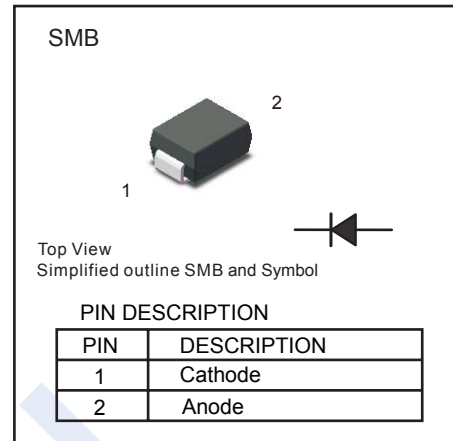 SMB
2
1
Top View
Simplified outline SMB and Symbol
PIN DESCRIPTION
PIN DESCRIPTION
1 Cathode
2 Anode